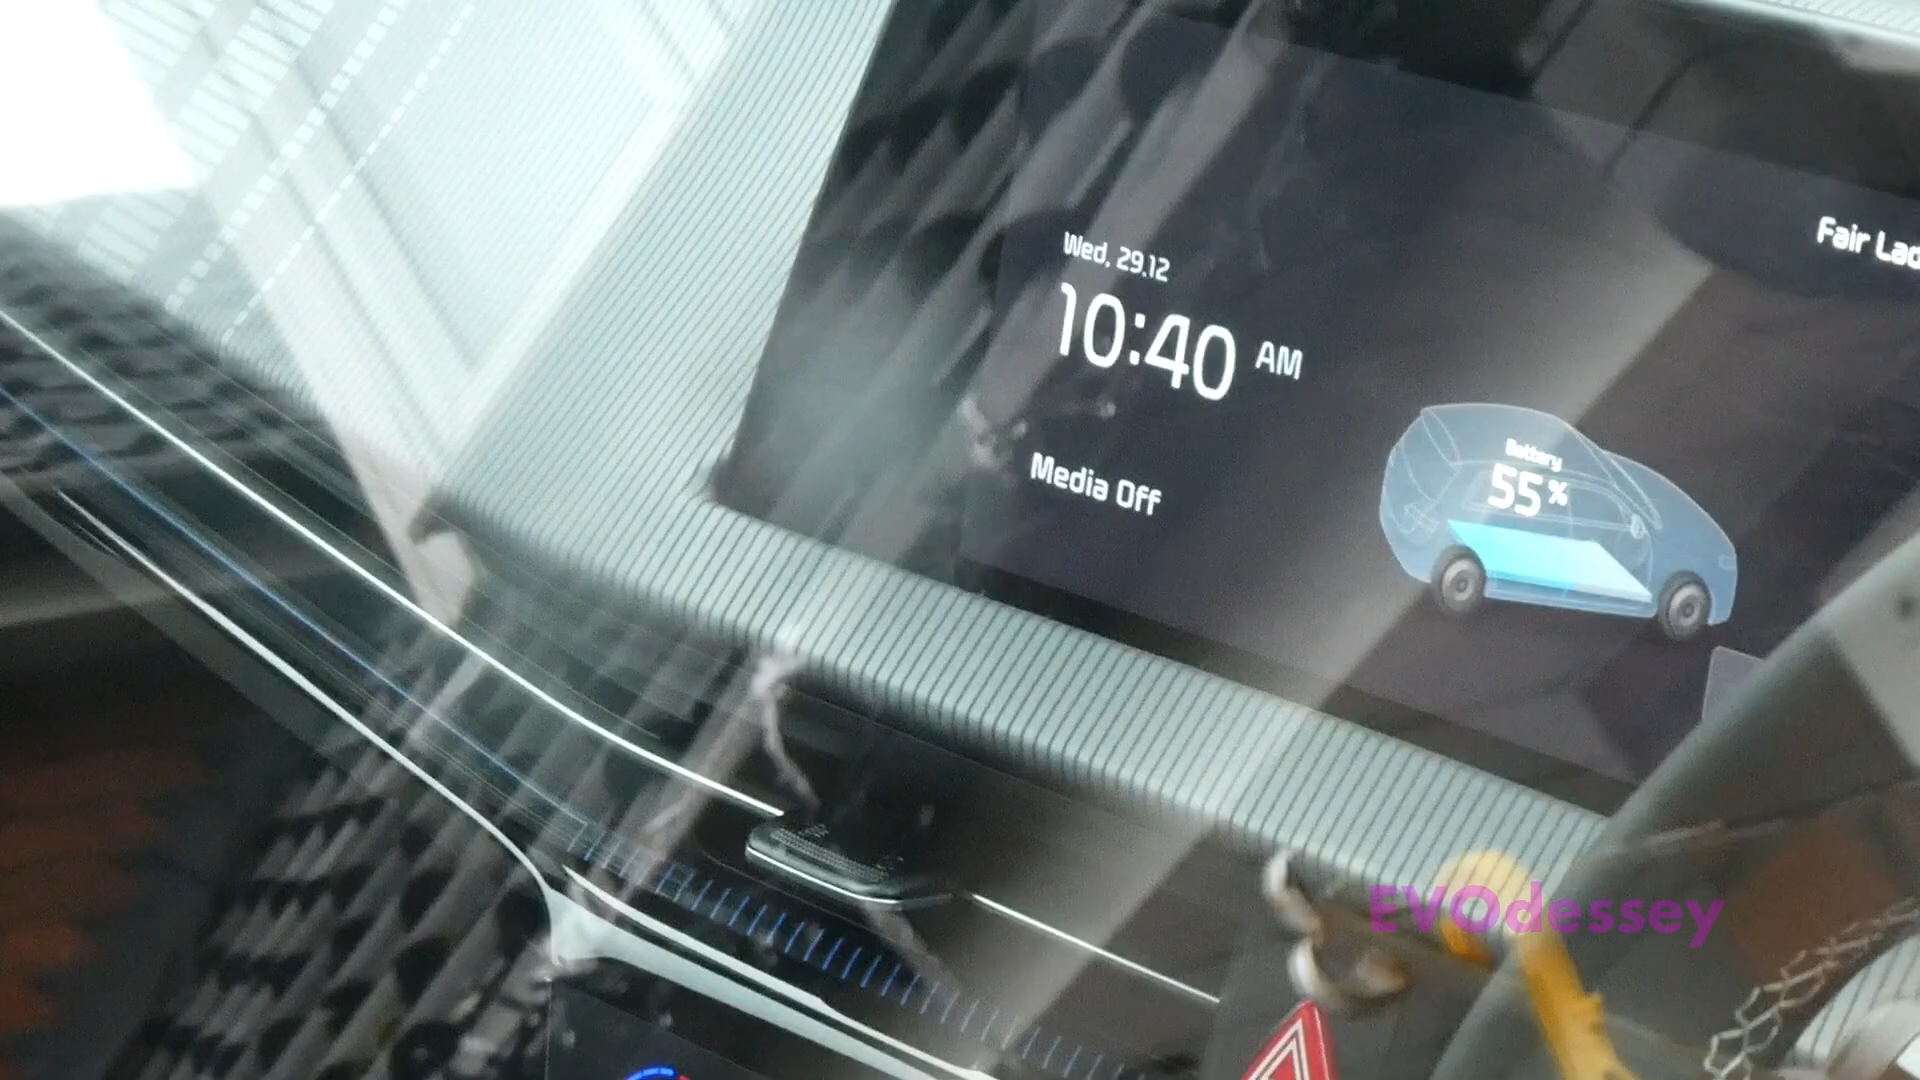 Fair Lad
Wed, 29.12
10:40 AM
Media Off
Battery
55%
EVOdessey